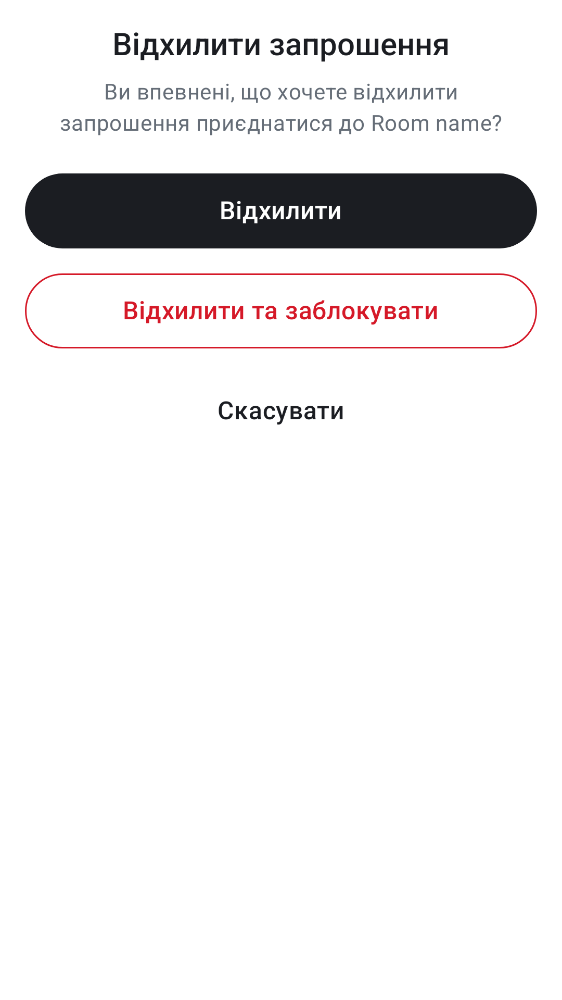 Відхилити запрошення
Ви впевнені, що хочете відхилити
запрошення приєднатися до Room name?
Відхилити
Відхилити та заблокувати
Скасувати